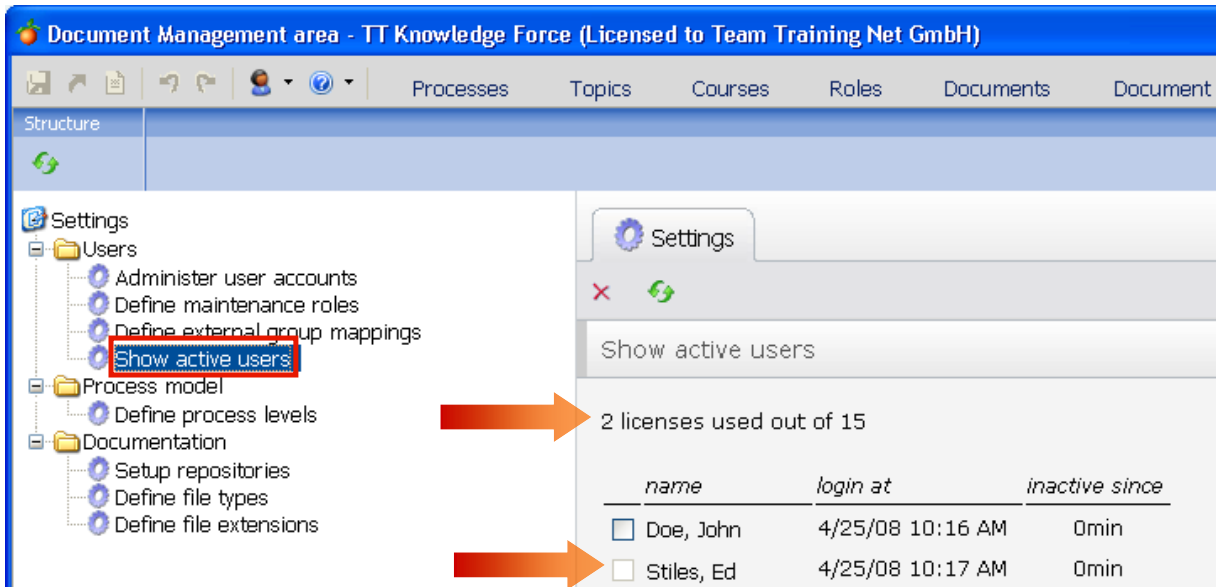 Document Management area - TT Knowledge Force (Licensed to Team Training Net GmbH)
Processes Topics Courses Roles Documents Document
Structure
Settings
Users
Administer user accounts
Define maintenance roles
Define external group mappings
Show active users
Process model
Define process levels
Documentation
Setup repositories
Define file types
Define file extensions
Settings
Show active users
2 licenses used out of 15
name login at inactive since
Doe, John 4/25/08 10:16 AM 0min
Stiles, Ed 4/25/08 10:17 AM 0min